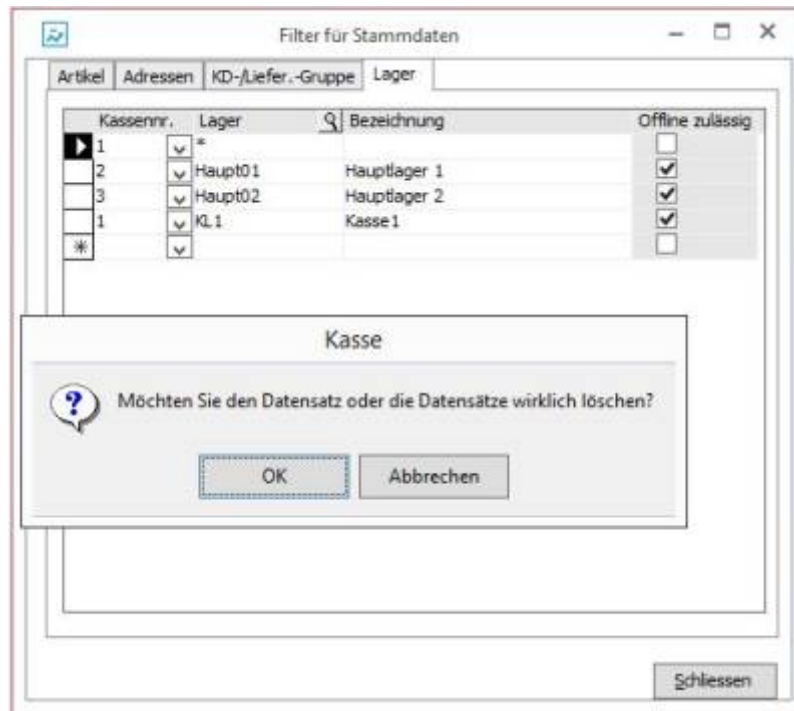 Filter für Stammdaten
Artikel Adressen KD-/Liefer.-Gruppe Lager
Kassennr. Lager Bezeichnung Offline zulässig
1 *
2 Haupt01 Hauptlager 1
3 Haupt02 Hauptlager 2
1 KL1 Kasse1
*
Kasse
Möchten Sie den Datensatz oder die Datensätze wirklich löschen?
OK Abbrechen
Schliessen